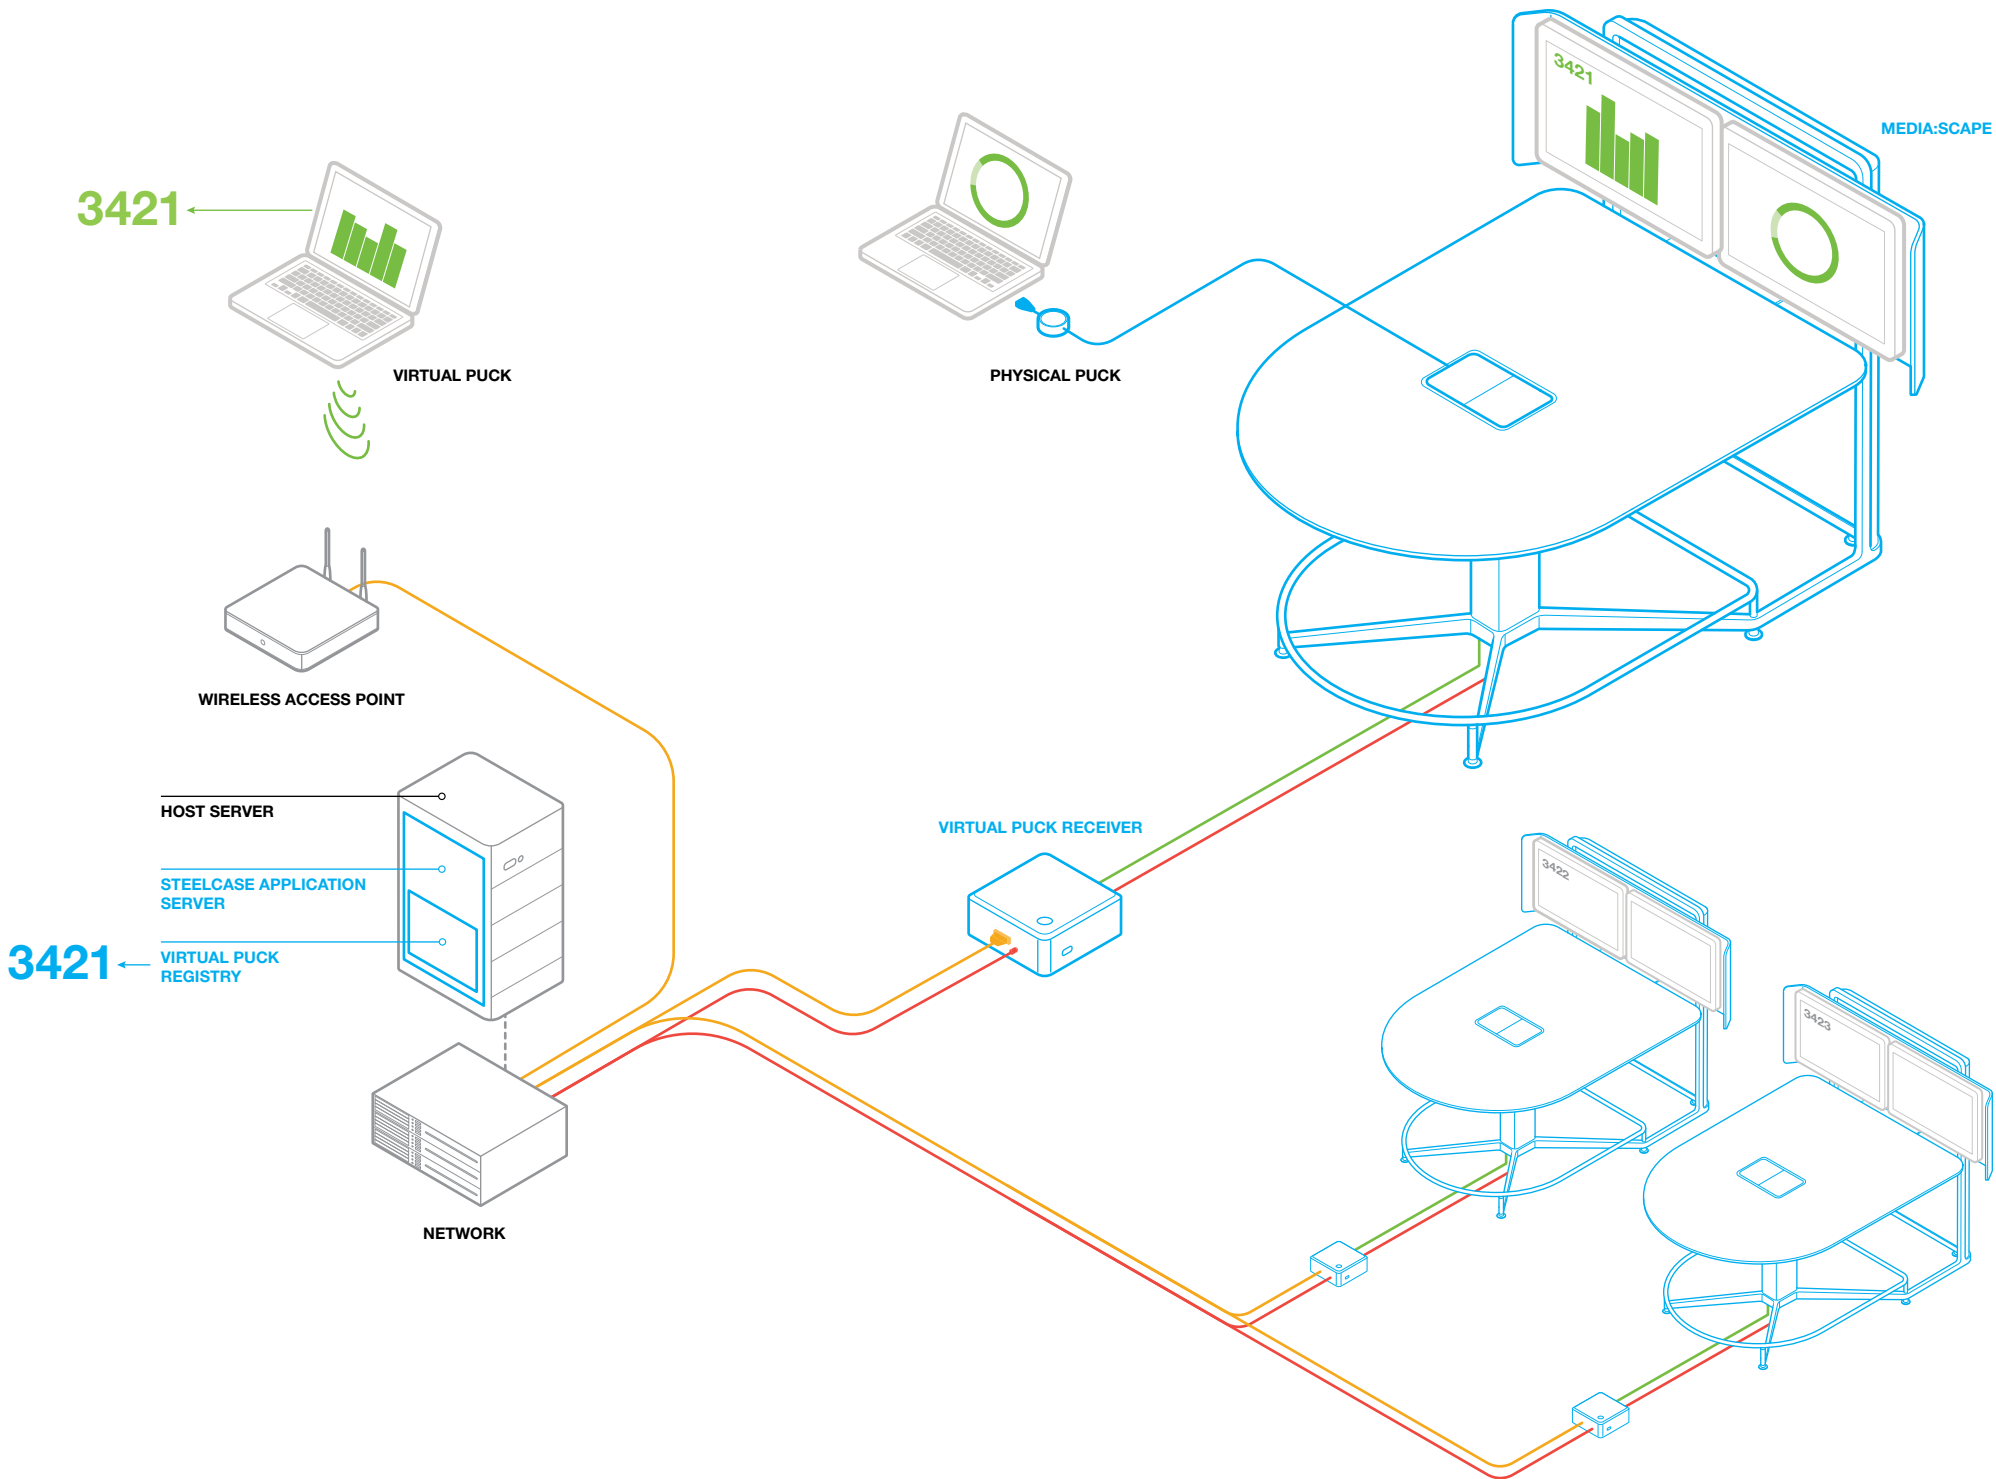 3421
MEDIA:SCAPE
3421
VIRTUAL PUCK
PHYSICAL PUCK
WIRELESS ACCESS POINT
HOST SERVER
VIRTUAL PUCK RECEIVER
STEELCASE APPLICATION
SERVER
3422
3421
VIRTUAL PUCK
REGISTRY
3423
NETWORK